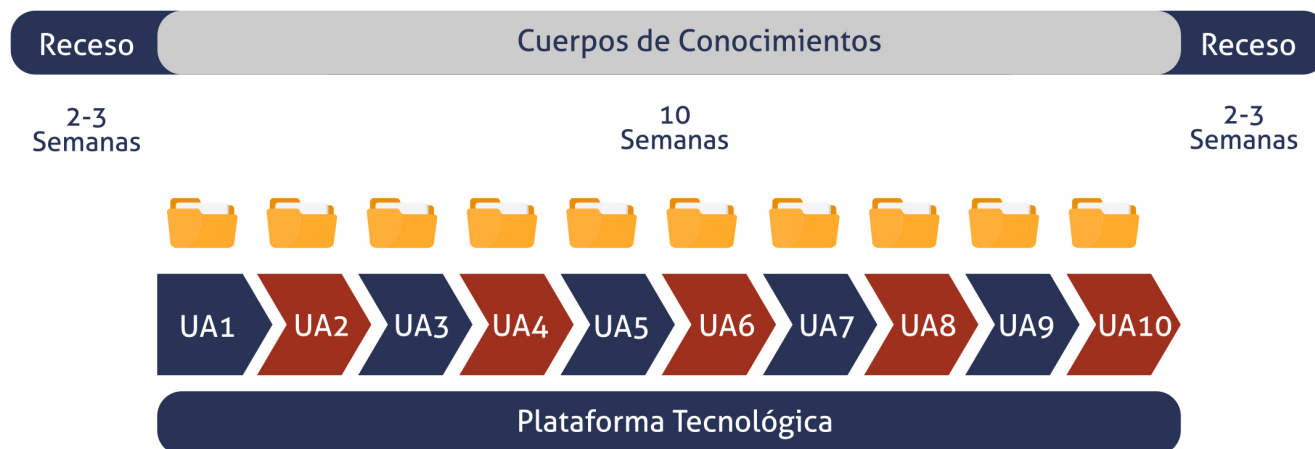 Receso
Cuerpos de Conocimientos
Receso
2-3
Semanas
10
Semanas
2-3
Semanas
UA1
UA2
UA3
UA4
UA5
UA6
UA7
UA8
UA9
UA10
Plataforma Tecnológica